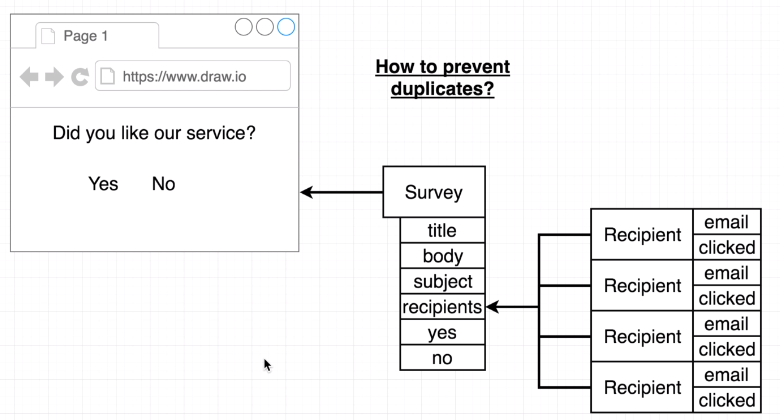 Page 1
https://www.draw.io
How to prevent
duplicates?
Did you like our service?
Yes No
Survey
title
body
subject
recipients
yes
no
Recipient
email
clicked
Recipient
email
clicked
Recipient
email
clicked
Recipient
email
clicked